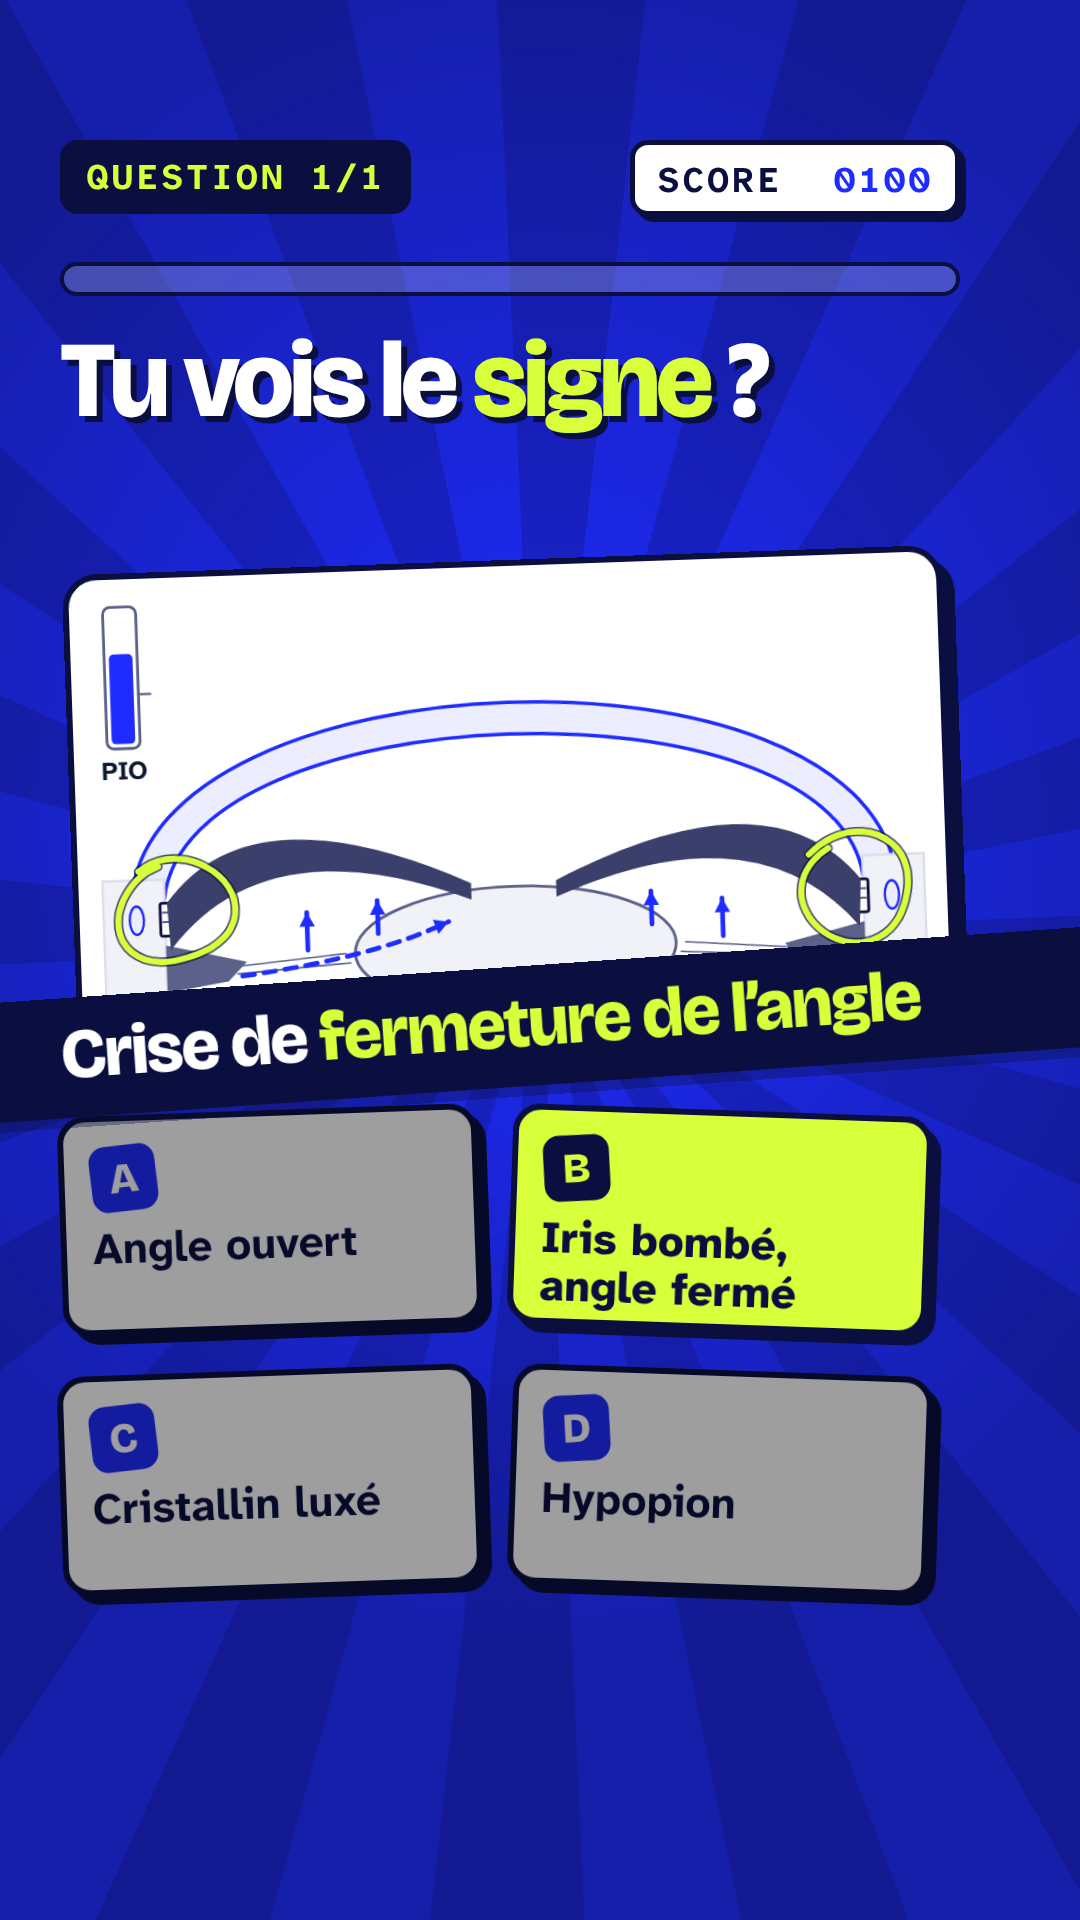 QUESTION 1/1
SCORE 0100
Tu vois le signe ?
PIO
Crise de fermeture de l'angle
A
Angle ouvert
B
Iris bombé,
angle fermé
C
Cristallin luxé
D
Hypopion